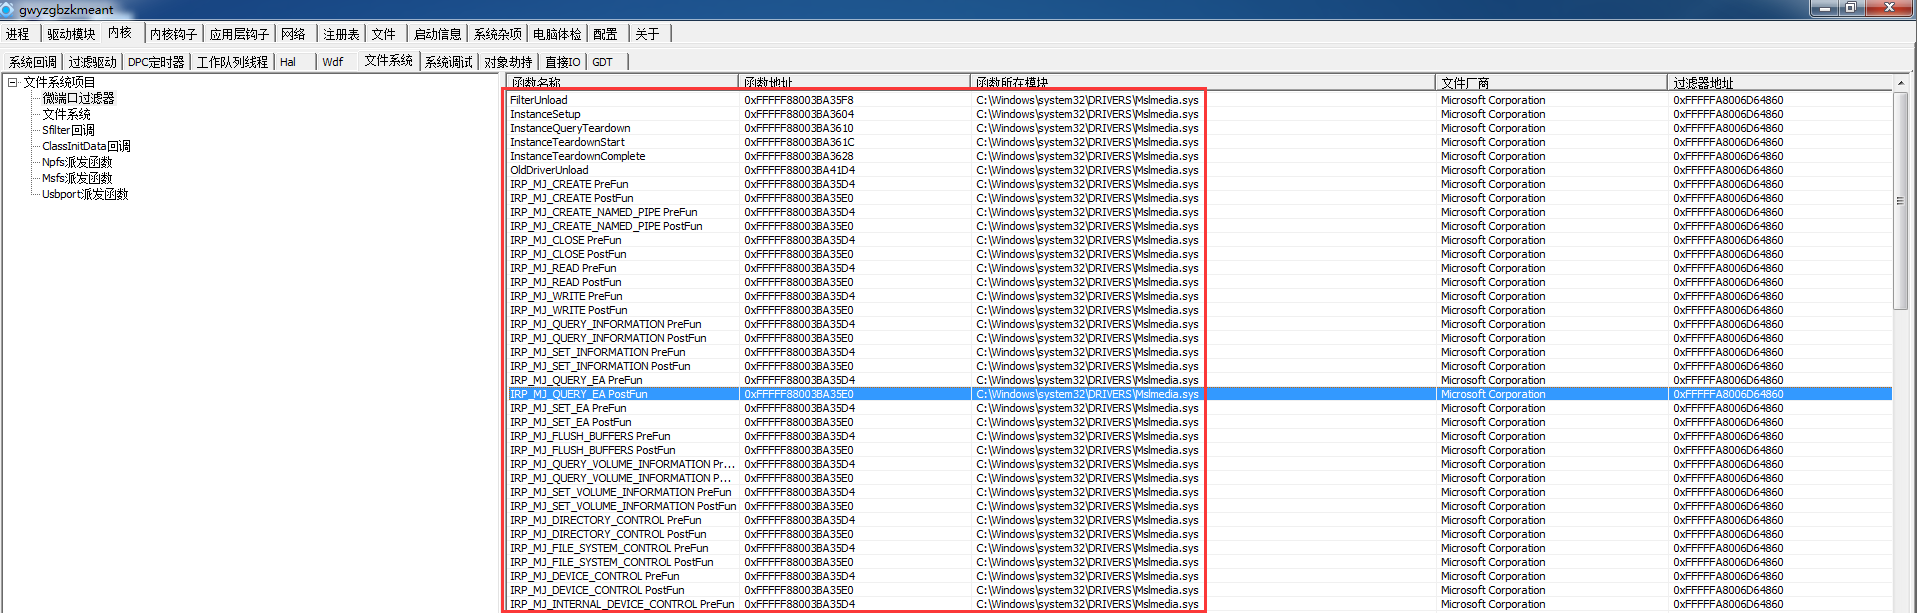 gwyzgbzkmeant
进程 驱动模块 内核 内核钩子 应用层钩子 网络 注册表 文件 启动信息 系统杂项 电脑体检 配置 关于
系统回调 过滤驱动 DPC定时器 工作队列线程 Hal Wdf 文件系统 系统调试 对象劫持 直接IO GDT
文件系统项目
微端口过滤器
文件系统
Sfilter回调
ClassInitData回调
Npfs派发函数
Msfs派发函数
Usbport派发函数
函数名称 函数地址 函数所在模块 文件厂商 过滤器地址
FilterUnload 0xFFFFF88003BA35F8 C:\Windows\system32\DRIVERS\Mslmedia.sys Microsoft Corporation 0xFFFFFA8006D64860
InstanceSetup 0xFFFFF88003BA3604 C:\Windows\system32\DRIVERS\Mslmedia.sys Microsoft Corporation 0xFFFFFA8006D64860
InstanceQueryTeardown 0xFFFFF88003BA3610 C:\Windows\system32\DRIVERS\Mslmedia.sys Microsoft Corporation 0xFFFFFA8006D64860
InstanceTeardownStart 0xFFFFF88003BA361C C:\Windows\system32\DRIVERS\Mslmedia.sys Microsoft Corporation 0xFFFFFA8006D64860
InstanceTeardownComplete 0xFFFFF88003BA3628 C:\Windows\system32\DRIVERS\Mslmedia.sys Microsoft Corporation 0xFFFFFA8006D64860
OldDriverUnload 0xFFFFF88003BA41D4 C:\Windows\system32\DRIVERS\Mslmedia.sys Microsoft Corporation 0xFFFFFA8006D64860
IRP_MJ_CREATE PreFun 0xFFFFF88003BA35D4 C:\Windows\system32\DRIVERS\Mslmedia.sys Microsoft Corporation 0xFFFFFA8006D64860
IRP_MJ_CREATE PostFun 0xFFFFF88003BA35E0 C:\Windows\system32\DRIVERS\Mslmedia.sys Microsoft Corporation 0xFFFFFA8006D64860
IRP_MJ_CREATE_NAMED_PIPE PreFun 0xFFFFF88003BA35D4 C:\Windows\system32\DRIVERS\Mslmedia.sys Microsoft Corporation 0xFFFFFA8006D64860
IRP_MJ_CREATE_NAMED_PIPE PostFun 0xFFFFF88003BA35E0 C:\Windows\system32\DRIVERS\Mslmedia.sys Microsoft Corporation 0xFFFFFA8006D64860
IRP_MJ_CLOSE PreFun 0xFFFFF88003BA35D4 C:\Windows\system32\DRIVERS\Mslmedia.sys Microsoft Corporation 0xFFFFFA8006D64860
IRP_MJ_CLOSE PostFun 0xFFFFF88003BA35E0 C:\Windows\system32\DRIVERS\Mslmedia.sys Microsoft Corporation 0xFFFFFA8006D64860
IRP_MJ_READ PreFun 0xFFFFF88003BA35D4 C:\Windows\system32\DRIVERS\Mslmedia.sys Microsoft Corporation 0xFFFFFA8006D64860
IRP_MJ_READ PostFun 0xFFFFF88003BA35E0 C:\Windows\system32\DRIVERS\Mslmedia.sys Microsoft Corporation 0xFFFFFA8006D64860
IRP_MJ_WRITE PreFun 0xFFFFF88003BA35D4 C:\Windows\system32\DRIVERS\Mslmedia.sys Microsoft Corporation 0xFFFFFA8006D64860
IRP_MJ_WRITE PostFun 0xFFFFF88003BA35E0 C:\Windows\system32\DRIVERS\Mslmedia.sys Microsoft Corporation 0xFFFFFA8006D64860
IRP_MJ_QUERY_INFORMATION PreFun 0xFFFFF88003BA35D4 C:\Windows\system32\DRIVERS\Mslmedia.sys Microsoft Corporation 0xFFFFFA8006D64860
IRP_MJ_QUERY_INFORMATION PostFun 0xFFFFF88003BA35E0 C:\Windows\system32\DRIVERS\Mslmedia.sys Microsoft Corporation 0xFFFFFA8006D64860
IRP_MJ_SET_INFORMATION PreFun 0xFFFFF88003BA35D4 C:\Windows\system32\DRIVERS\Mslmedia.sys Microsoft Corporation 0xFFFFFA8006D64860
IRP_MJ_SET_INFORMATION PostFun 0xFFFFF88003BA35E0 C:\Windows\system32\DRIVERS\Mslmedia.sys Microsoft Corporation 0xFFFFFA8006D64860
IRP_MJ_QUERY_EA PreFun 0xFFFFF88003BA35D4 C:\Windows\system32\DRIVERS\Mslmedia.sys Microsoft Corporation 0xFFFFFA8006D64860
IRP_MJ_QUERY_EA PostFun 0xFFFFF88003BA35E0 C:\Windows\system32\DRIVERS\Mslmedia.sys Microsoft Corporation 0xFFFFFA8006D64860
IRP_MJ_SET_EA PreFun 0xFFFFF88003BA35D4 C:\Windows\system32\DRIVERS\Mslmedia.sys Microsoft Corporation 0xFFFFFA8006D64860
IRP_MJ_SET_EA PostFun 0xFFFFF88003BA35E0 C:\Windows\system32\DRIVERS\Mslmedia.sys Microsoft Corporation 0xFFFFFA8006D64860
IRP_MJ_FLUSH_BUFFERS PreFun 0xFFFFF88003BA35D4 C:\Windows\system32\DRIVERS\Mslmedia.sys Microsoft Corporation 0xFFFFFA8006D64860
IRP_MJ_FLUSH_BUFFERS PostFun 0xFFFFF88003BA35E0 C:\Windows\system32\DRIVERS\Mslmedia.sys Microsoft Corporation 0xFFFFFA8006D64860
IRP_MJ_QUERY_VOLUME_INFORMATION Pr... 0xFFFFF88003BA35D4 C:\Windows\system32\DRIVERS\Mslmedia.sys Microsoft Corporation 0xFFFFFA8006D64860
IRP_MJ_QUERY_VOLUME_INFORMATION P... 0xFFFFF88003BA35E0 C:\Windows\system32\DRIVERS\Mslmedia.sys Microsoft Corporation 0xFFFFFA8006D64860
IRP_MJ_SET_VOLUME_INFORMATION PreFun 0xFFFFF88003BA35D4 C:\Windows\system32\DRIVERS\Mslmedia.sys Microsoft Corporation 0xFFFFFA8006D64860
IRP_MJ_SET_VOLUME_INFORMATION PostFun 0xFFFFF88003BA35E0 C:\Windows\system32\DRIVERS\Mslmedia.sys Microsoft Corporation 0xFFFFFA8006D64860
IRP_MJ_DIRECTORY_CONTROL PreFun 0xFFFFF88003BA35D4 C:\Windows\system32\DRIVERS\Mslmedia.sys Microsoft Corporation 0xFFFFFA8006D64860
IRP_MJ_DIRECTORY_CONTROL PostFun 0xFFFFF88003BA35E0 C:\Windows\system32\DRIVERS\Mslmedia.sys Microsoft Corporation 0xFFFFFA8006D64860
IRP_MJ_FILE_SYSTEM_CONTROL PreFun 0xFFFFF88003BA35D4 C:\Windows\system32\DRIVERS\Mslmedia.sys Microsoft Corporation 0xFFFFFA8006D64860
IRP_MJ_FILE_SYSTEM_CONTROL PostFun 0xFFFFF88003BA35E0 C:\Windows\system32\DRIVERS\Mslmedia.sys Microsoft Corporation 0xFFFFFA8006D64860
IRP_MJ_DEVICE_CONTROL PreFun 0xFFFFF88003BA35D4 C:\Windows\system32\DRIVERS\Mslmedia.sys Microsoft Corporation 0xFFFFFA8006D64860
IRP_MJ_DEVICE_CONTROL PostFun 0xFFFFF88003BA35E0 C:\Windows\system32\DRIVERS\Mslmedia.sys Microsoft Corporation 0xFFFFFA8006D64860
IRP_MJ_INTERNAL_DEVICE_CONTROL PreFun 0xFFFFF88003BA35D4 C:\Windows\system32\DRIVERS\Mslmedia.sys Microsoft Corporation 0xFFFFFA8006D64860